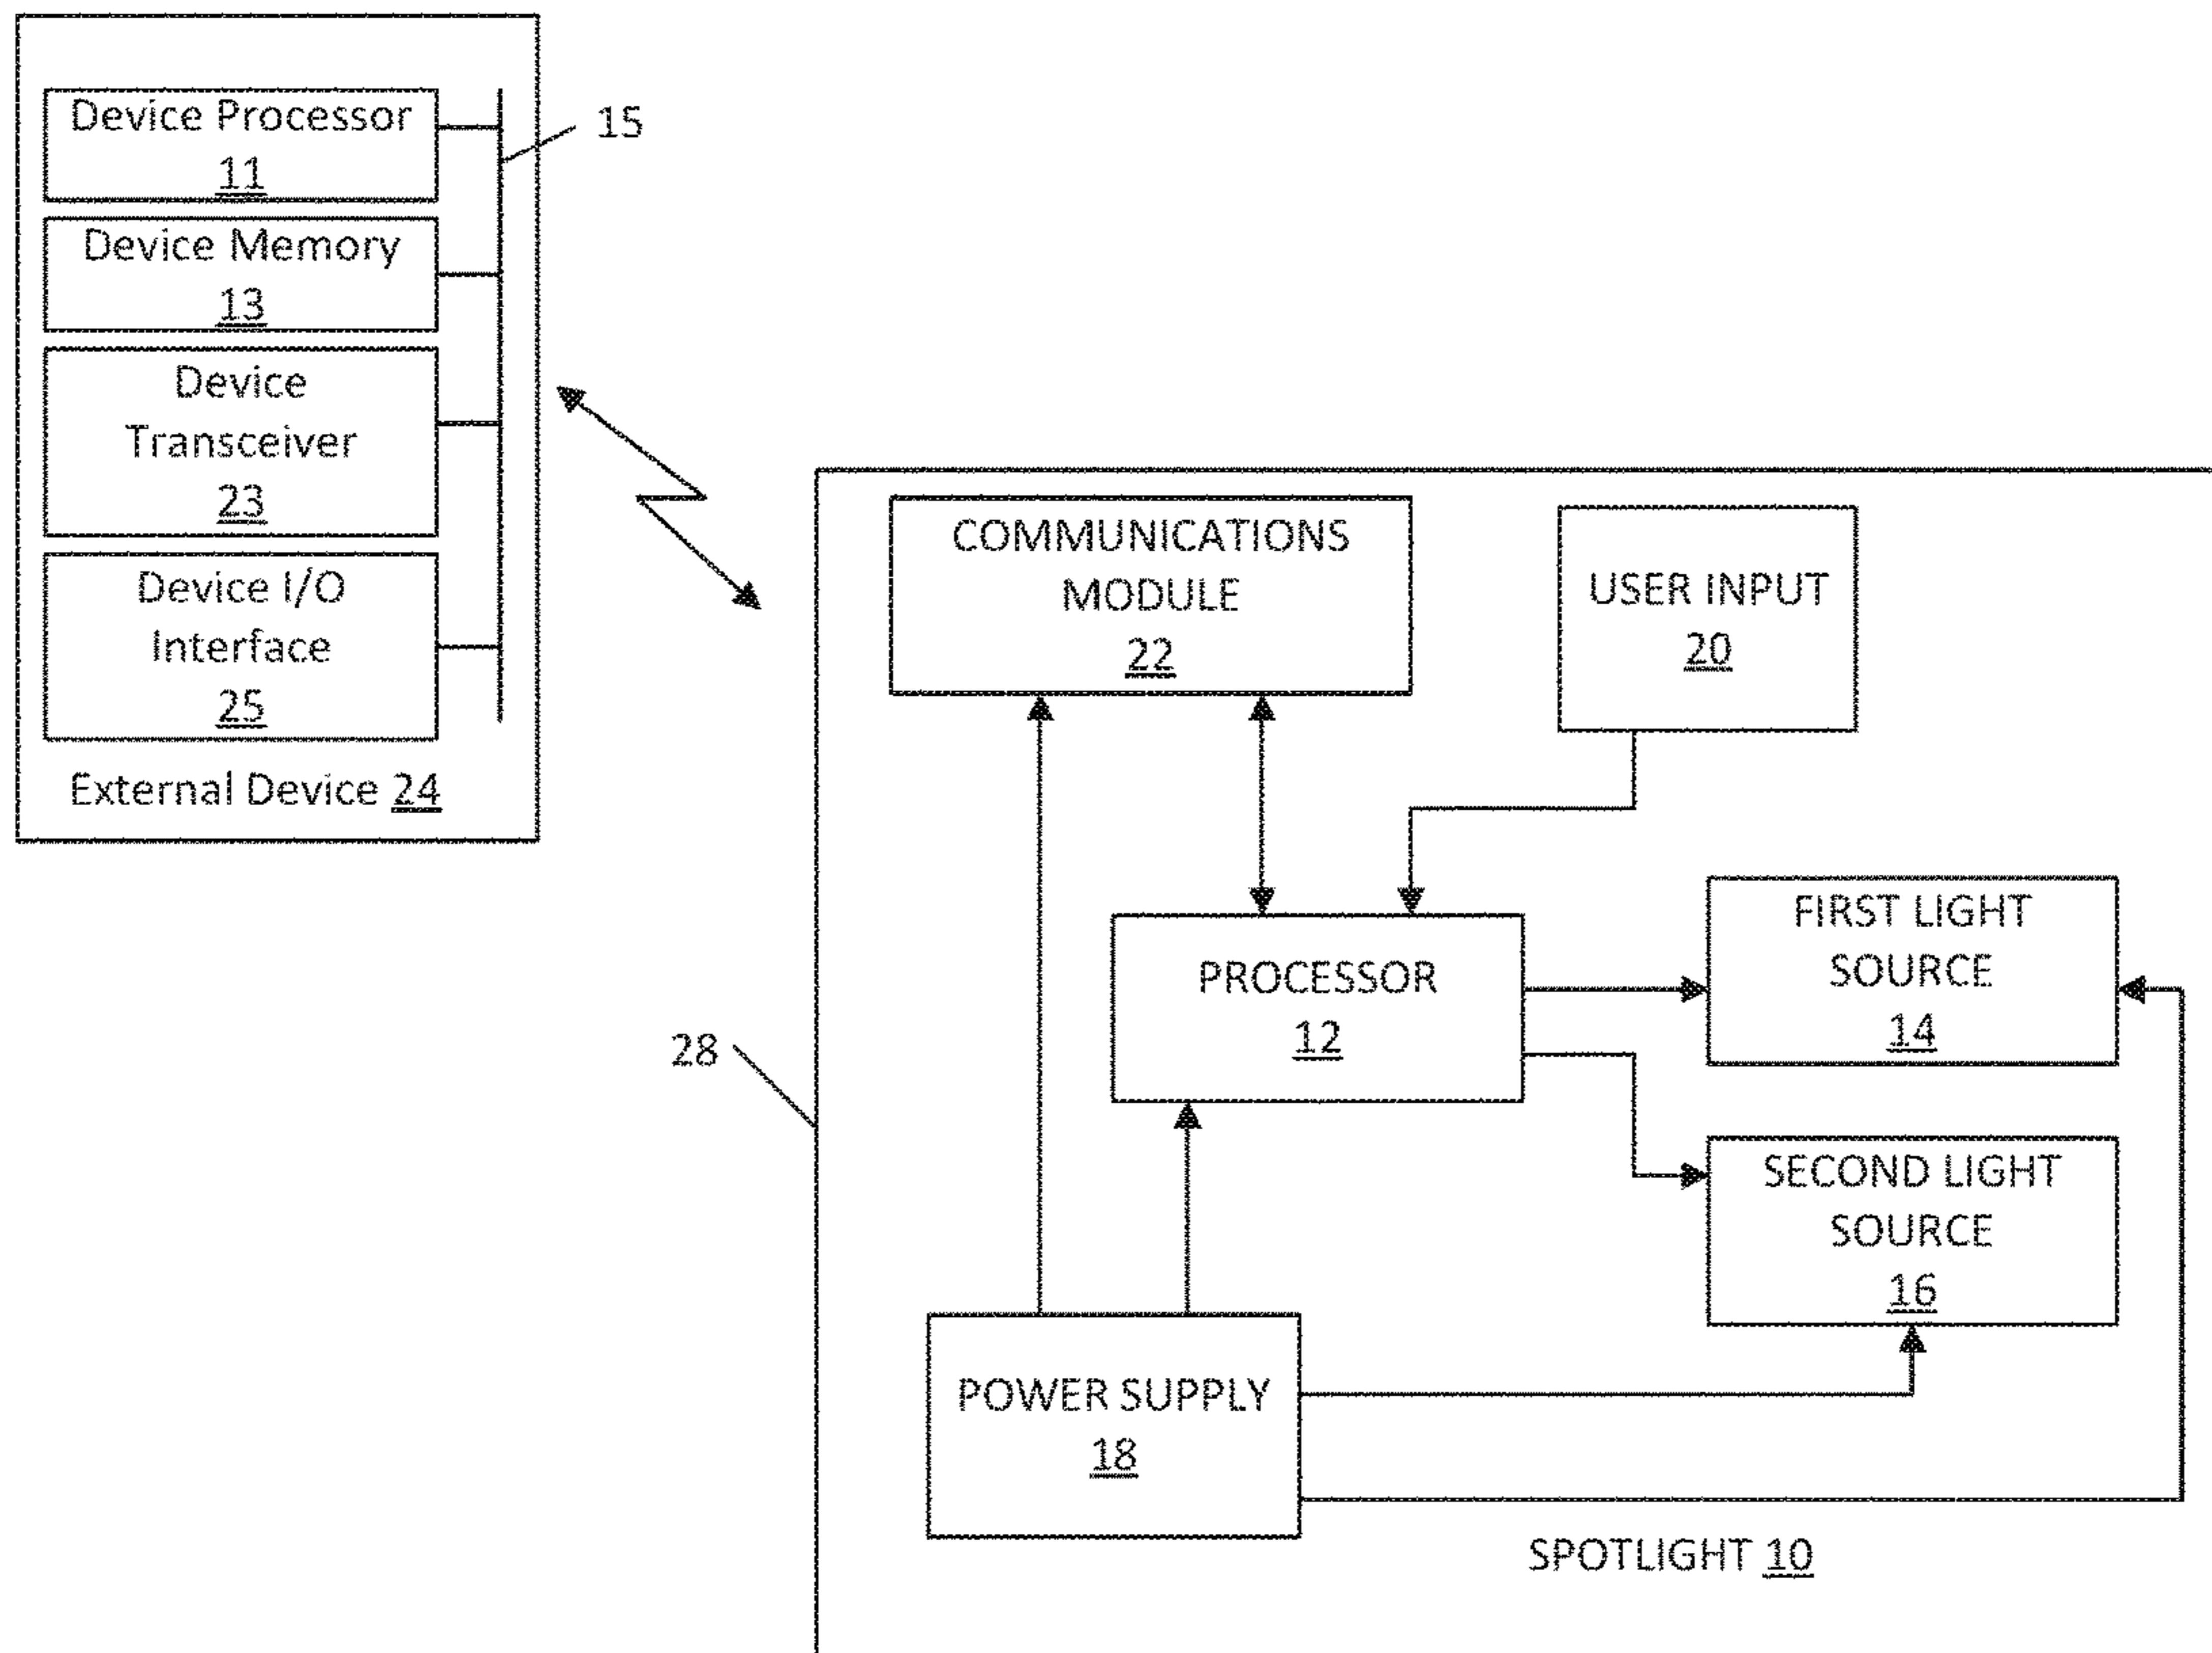 Device Processor
11
15
Device Memory
13
Device
Transceiver
23
Device I/O
Interface
25
External Device 24
COMMUNICATIONS
MODULE
22
USER INPUT
20
PROCESSOR
12
FIRST LIGHT
SOURCE
14
28
SECOND LIGHT
SOURCE
16
POWER SUPPLY
18
SPOTLIGHT 10